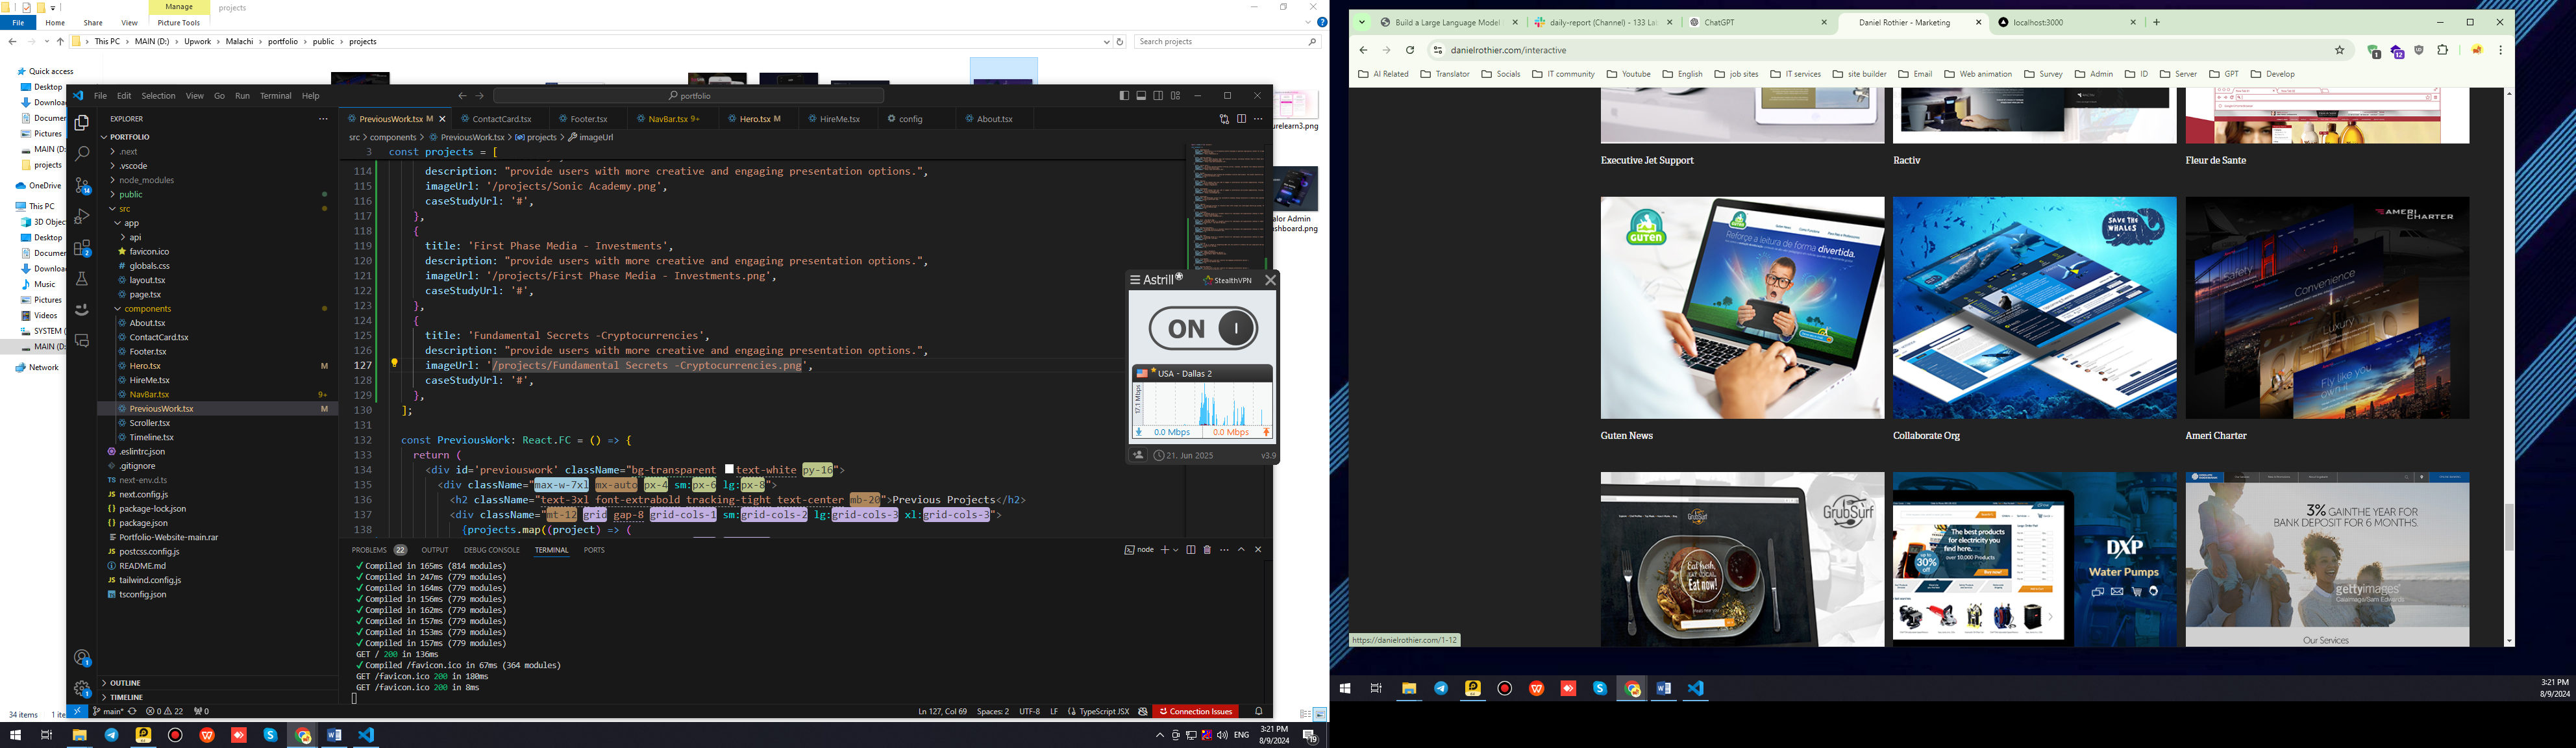 Manage
projects
File
Home
Share
View
Picture Tools
This PC
MAIN (D:)
Upwork
Malachi
portfolio
public
projects
Search projects
Quick access
Desktop
Pictures
MAIN (D:
projects
OneDrive
This PC
Desktop
Music
Pictures
Videos
SYSTEM (
MAIN (D:
Network
34 items
urelearn3.png
alor Admin
shboard.png
File Edit Selection View Go Run Terminal Help
portfolio
EXPLORER
PORTFOLIO
.next
.vscode
node_modules
public
src
app
api
favicon.ico
globals.css
layout.tsx
page.tsx
components
About.tsx
ContactCard.tsx
Footer.tsx
Hero.tsx M
HireMe.tsx
NavBar.tsx 9+
PreviousWork.tsx M
Scroller.tsx
Timeline.tsx
.eslintrc.json
.gitignore
next-env.d.ts
next.config.js
package-lock.json
package.json
Portfolio-Website-main.rar
postcss.config.js
README.md
tailwind.config.js
tsconfig.json
OUTLINE
TIMELINE
PreviousWork.tsx M
ContactCard.tsx
Footer.tsx
NavBar.tsx 9+
Hero.tsx M
HireMe.tsx
config
About.tsx
src > components > PreviousWork.tsx > projects > imageUrl
3 const projects = [
114 description: "provide users with more creative and engaging presentation options.",
115 imageUrl: '/projects/Sonic Academy.png',
116 caseStudyUrl: '#',
117 },
118 {
119 title: 'First Phase Media - Investments',
120 description: "provide users with more creative and engaging presentation options.",
121 imageUrl: '/projects/First Phase Media - Investments.png',
122 caseStudyUrl: '#',
123 },
124 {
125 title: 'Fundamental Secrets -Cryptocurrencies',
126 description: "provide users with more creative and engaging presentation options.",
127 imageUrl: '/projects/Fundamental Secrets -Cryptocurrencies.png',
128 caseStudyUrl: '#',
129 },
130 ];
131
132 const PreviousWork: React.FC = () => {
133 return (
134 <div id='previouswork' className="bg-transparent text-white py-16">
135 <div className="max-w-7xl mx-auto px-4 sm:px-6 lg:px-8">
136 <h2 className="text-3xl font-extrabold tracking-tight text-center mb-20">Previous Projects</h2>
137 <div className="mt-12 grid gap-8 grid-cols-1 sm:grid-cols-2 lg:grid-cols-3 xl:grid-cols-3">
138 {projects.map((project) => (
PROBLEMS 22 OUTPUT DEBUG CONSOLE TERMINAL PORTS
node
✓ Compiled in 165ms (814 modules)
✓ Compiled in 247ms (779 modules)
✓ Compiled in 164ms (779 modules)
✓ Compiled in 156ms (779 modules)
✓ Compiled in 162ms (779 modules)
✓ Compiled in 157ms (779 modules)
✓ Compiled in 153ms (779 modules)
✓ Compiled in 157ms (779 modules)
GET / 200 in 136ms
✓ Compiled /favicon.ico in 67ms (364 modules)
GET /favicon.ico 200 in 180ms
GET /favicon.ico 200 in 8ms
main* 0 22 0
Ln 127, Col 69 Spaces: 2 UTF-8 LF TypeScript JSX Connection Issues
Astrill
StealthVPN
ON
USA - Dallas 2
17.1 Mbps
0.0 Mbps 0.0 Mbps
21. Jun 2025 v3.9
ENG
3:21 PM
8/9/2024
19
Build a Large Language Model
daily-report (Channel) - 133 La
ChatGPT
Daniel Rothier - Marketing
localhost:3000
danielrothier.com/interactive
AI Related
Translator
Socials
IT community
Youtube
English
job sites
IT services
site builder
Email
Web animation
Survey
Admin
ID
Server
GPT
Develop
Executive Jet Support
Ractiv
Fleur de Sante
GUTEN
Reforçe a leitura de forma divertida.
SAVE THE WHALES
AMERI CHARTER
Safety
Convenience
Luxury
Fly like you own it
Guten News
Collaborate Org
Ameri Charter
GRUBSURF
Eat fresh,
EAT LOCAL
Eat now!
The best products for electricity you find here.
over 10,000 Products
up to 30% off
DXP
Water Pumps
3% GAIN THE YEAR FOR
BANK DEPOSIT FOR 6 MONTHS.
gettyimages
Our Services
https://danielrothier.com/1-12
3:21 PM
8/9/2024